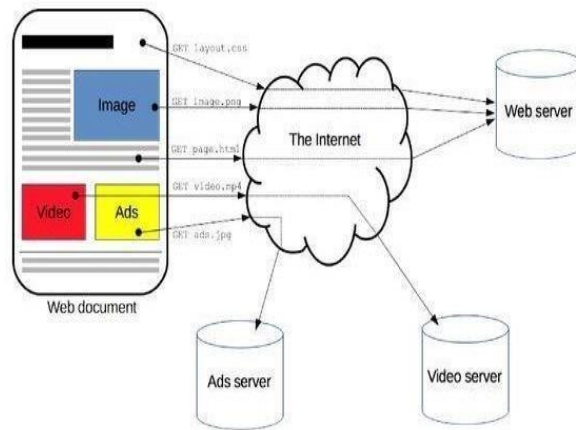 GET layout.css
Image
GET image.png
The Internet
Web server
GET page.html
GET video.mp4
Video
Ads
GET ads.jpg
Web document
Ads server
Video server